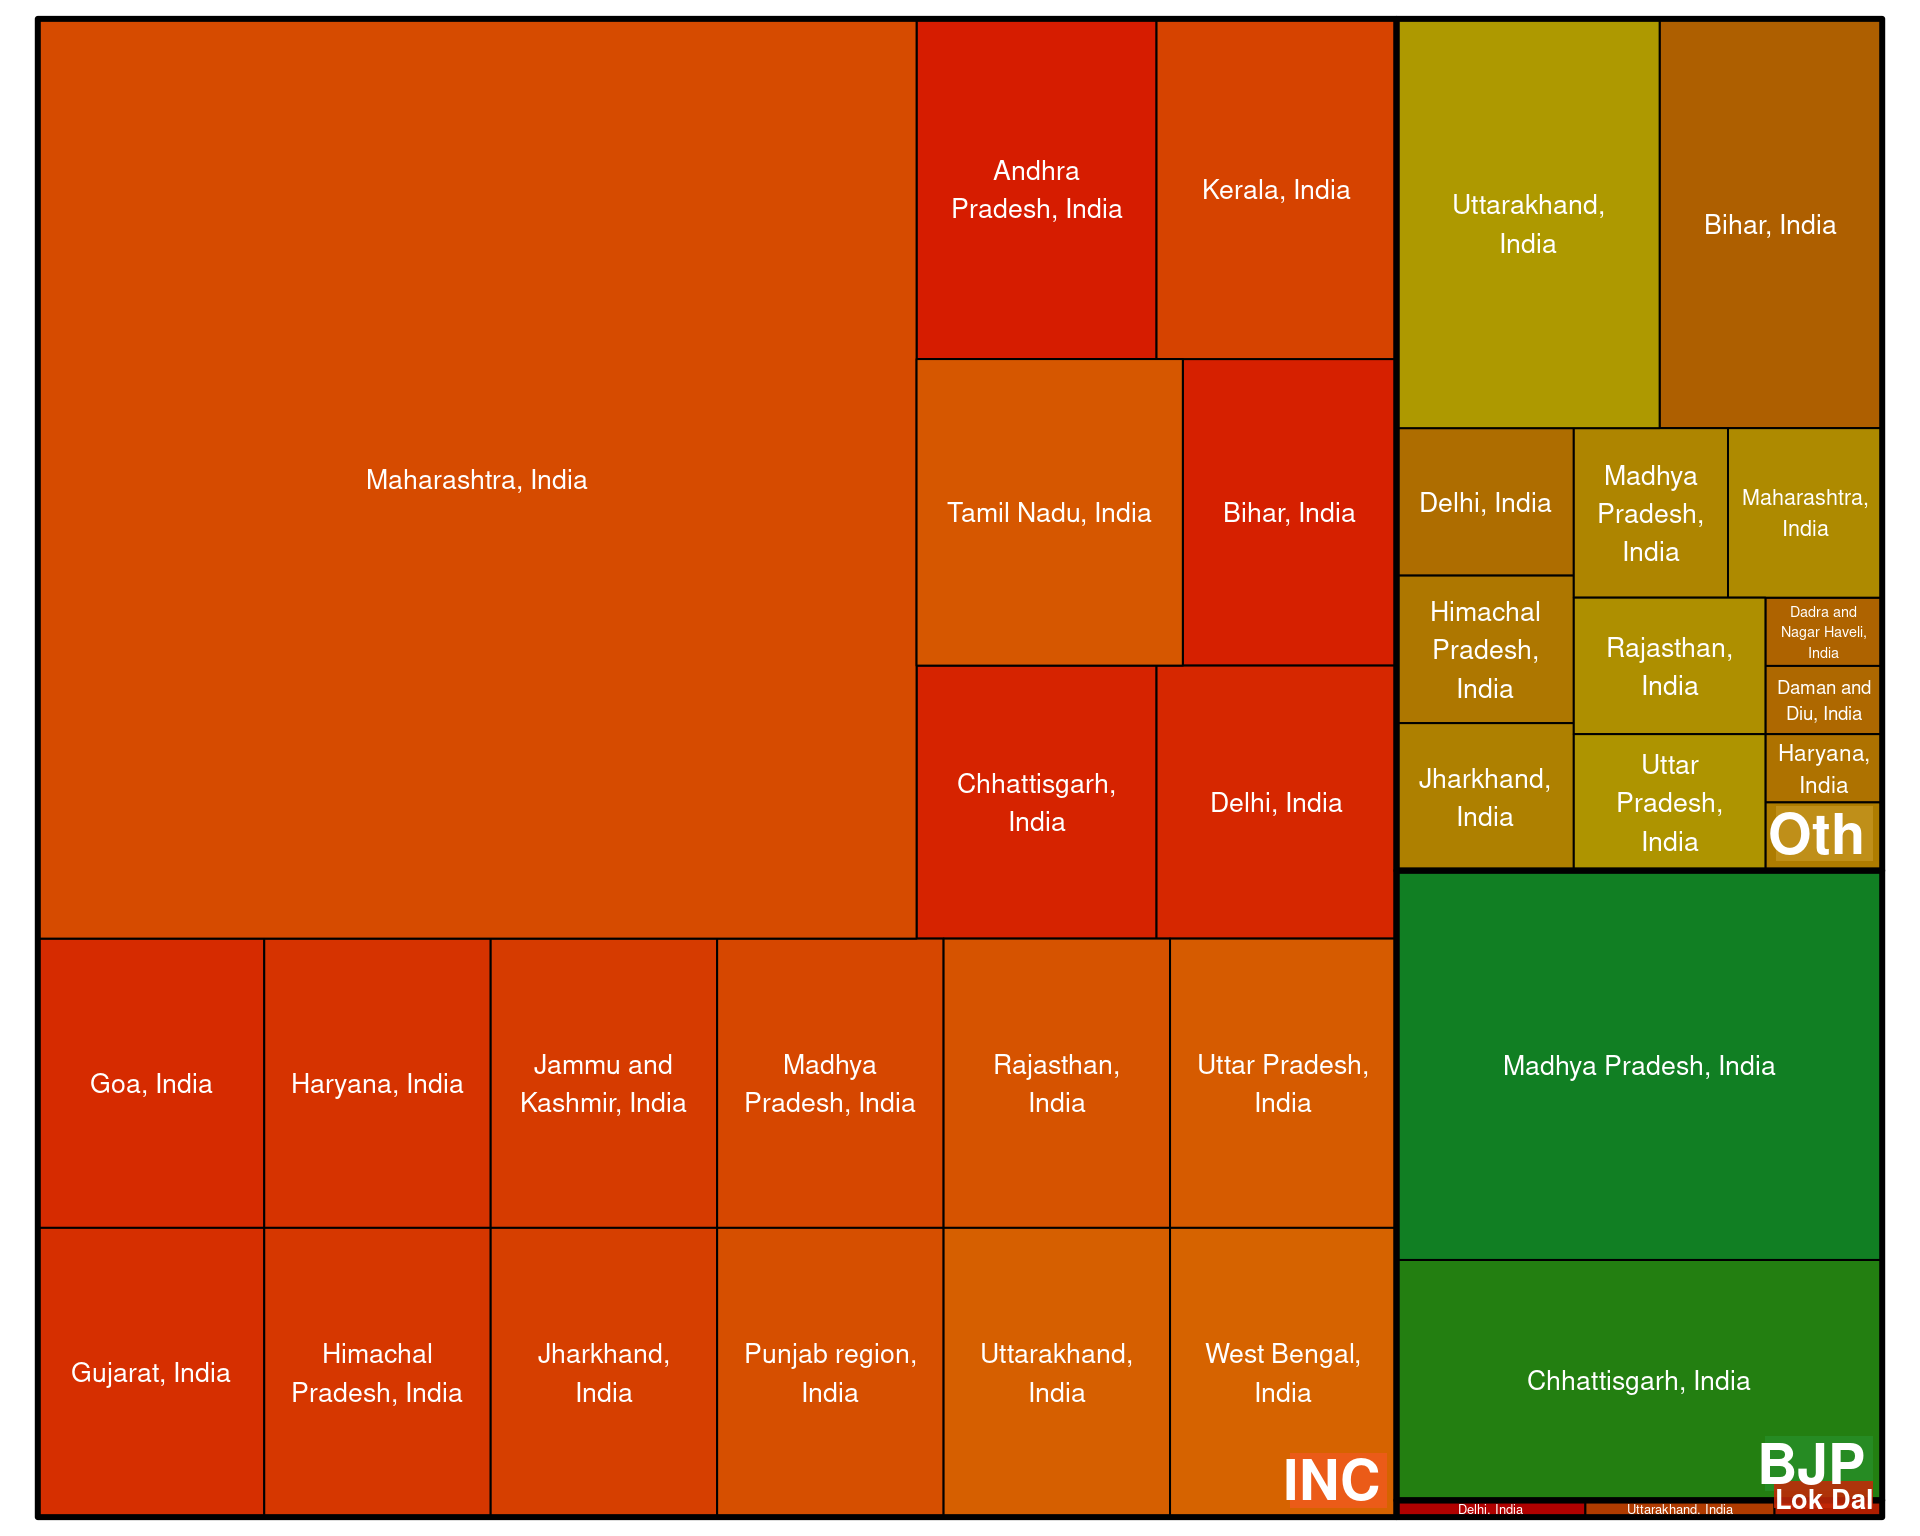 Maharashtra, India
Andhra
Pradesh, India
Kerala, India
Tamil Nadu, India
Bihar, India
Chhattisgarh,
India
Delhi, India
Goa, India
Haryana, India
Jammu and
Kashmir, India
Madhya
Pradesh, India
Rajasthan,
India
Uttar Pradesh,
India
Gujarat, India
Himachal
Pradesh, India
Jharkhand,
India
Punjab region,
India
Uttarakhand,
India
West Bengal,
India
INC
Uttarakhand,
India
Bihar, India
Delhi, India
Madhya
Pradesh,
India
Maharashtra,
India
Himachal
Pradesh,
India
Rajasthan,
India
Dadra and
Nagar Haveli,
India
Daman and
Diu, India
Jharkhand,
India
Uttar
Pradesh,
India
Haryana,
India
Oth
Madhya Pradesh, India
Chhattisgarh, India
BJP
Delhi, India
Uttarakhand, India
Lok Dal